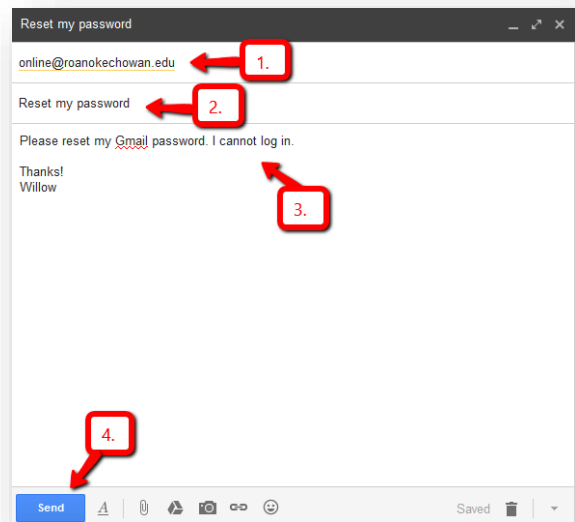 Reset my password
online@roanokechowan.edu
1.
Reset my password
2.
Please reset my Gmail password. I cannot log in.
Thanks!
Willow
3.
4.
Send
A
Saved